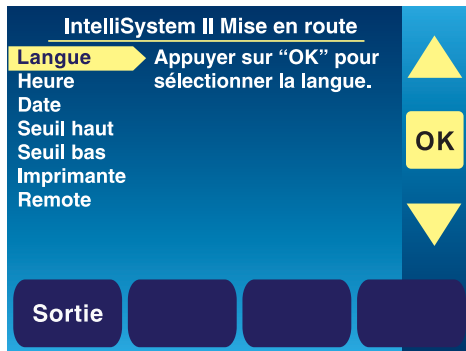 IntelliSystem II Mise en route
Langue
Appuyer sur “OK” pour
sélectionner la langue.
Heure
Date
Seuil haut
Seuil bas
Imprimante
Remote
OK
Sortie